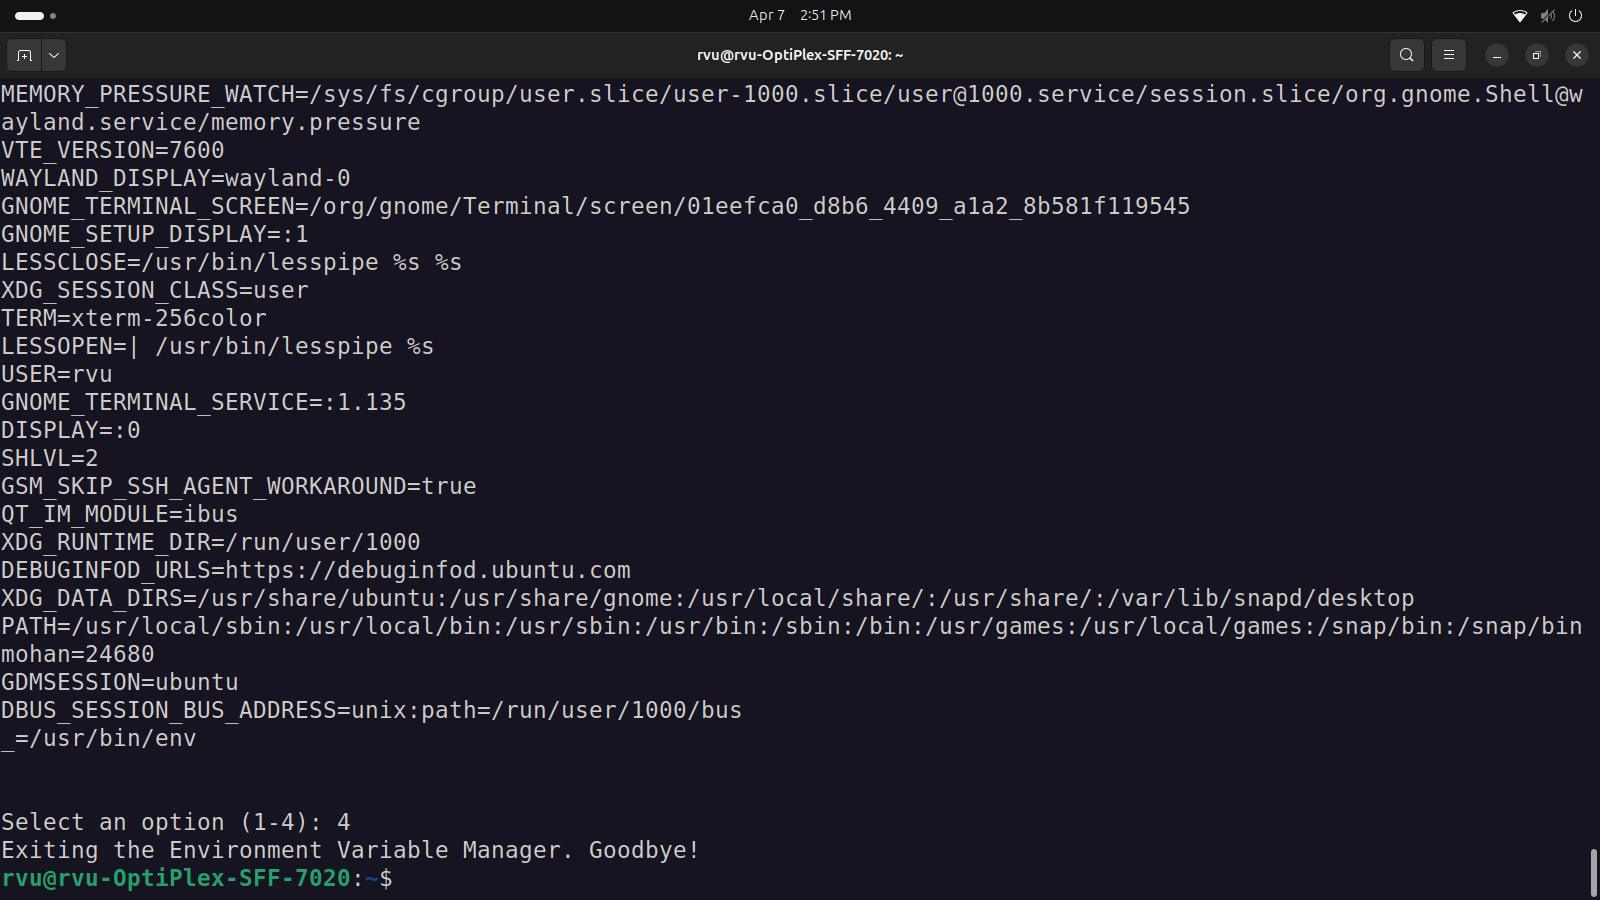 Apr 7 2:51 PM
rvu@rvu-OptiPlex-SFF-7020: ~
MEMORY_PRESSURE_WATCH=/sys/fs/cgroup/user.slice/user-1000.slice/user@1000.service/session.slice/org.gnome.Shell@w
ayland.service/memory.pressure
VTE_VERSION=7600
WAYLAND_DISPLAY=wayland-0
GNOME_TERMINAL_SCREEN=/org/gnome/Terminal/screen/01eefca0_d8b6_4409_a1a2_8b581f119545
GNOME_SETUP_DISPLAY=:1
LESSCLOSE=/usr/bin/lesspipe %s %s
XDG_SESSION_CLASS=user
TERM=xterm-256color
LESSOPEN=| /usr/bin/lesspipe %s
USER=rvu
GNOME_TERMINAL_SERVICE=:1.135
DISPLAY=:0
SHLVL=2
GSM_SKIP_SSH_AGENT_WORKAROUND=true
QT_IM_MODULE=ibus
XDG_RUNTIME_DIR=/run/user/1000
DEBUGINFOD_URLS=https://debuginfod.ubuntu.com
XDG_DATA_DIRS=/usr/share/ubuntu:/usr/share/gnome:/usr/local/share/:/usr/share/:/var/lib/snapd/desktop
PATH=/usr/local/sbin:/usr/local/bin:/usr/sbin:/usr/bin:/sbin:/bin:/usr/games:/usr/local/games:/snap/bin:/snap/bin
mohan=24680
GDMSESSION=ubuntu
DBUS_SESSION_BUS_ADDRESS=unix:path=/run/user/1000/bus
_=/usr/bin/env
Select an option (1-4): 4
Exiting the Environment Variable Manager. Goodbye!
rvu@rvu-OptiPlex-SFF-7020:~$